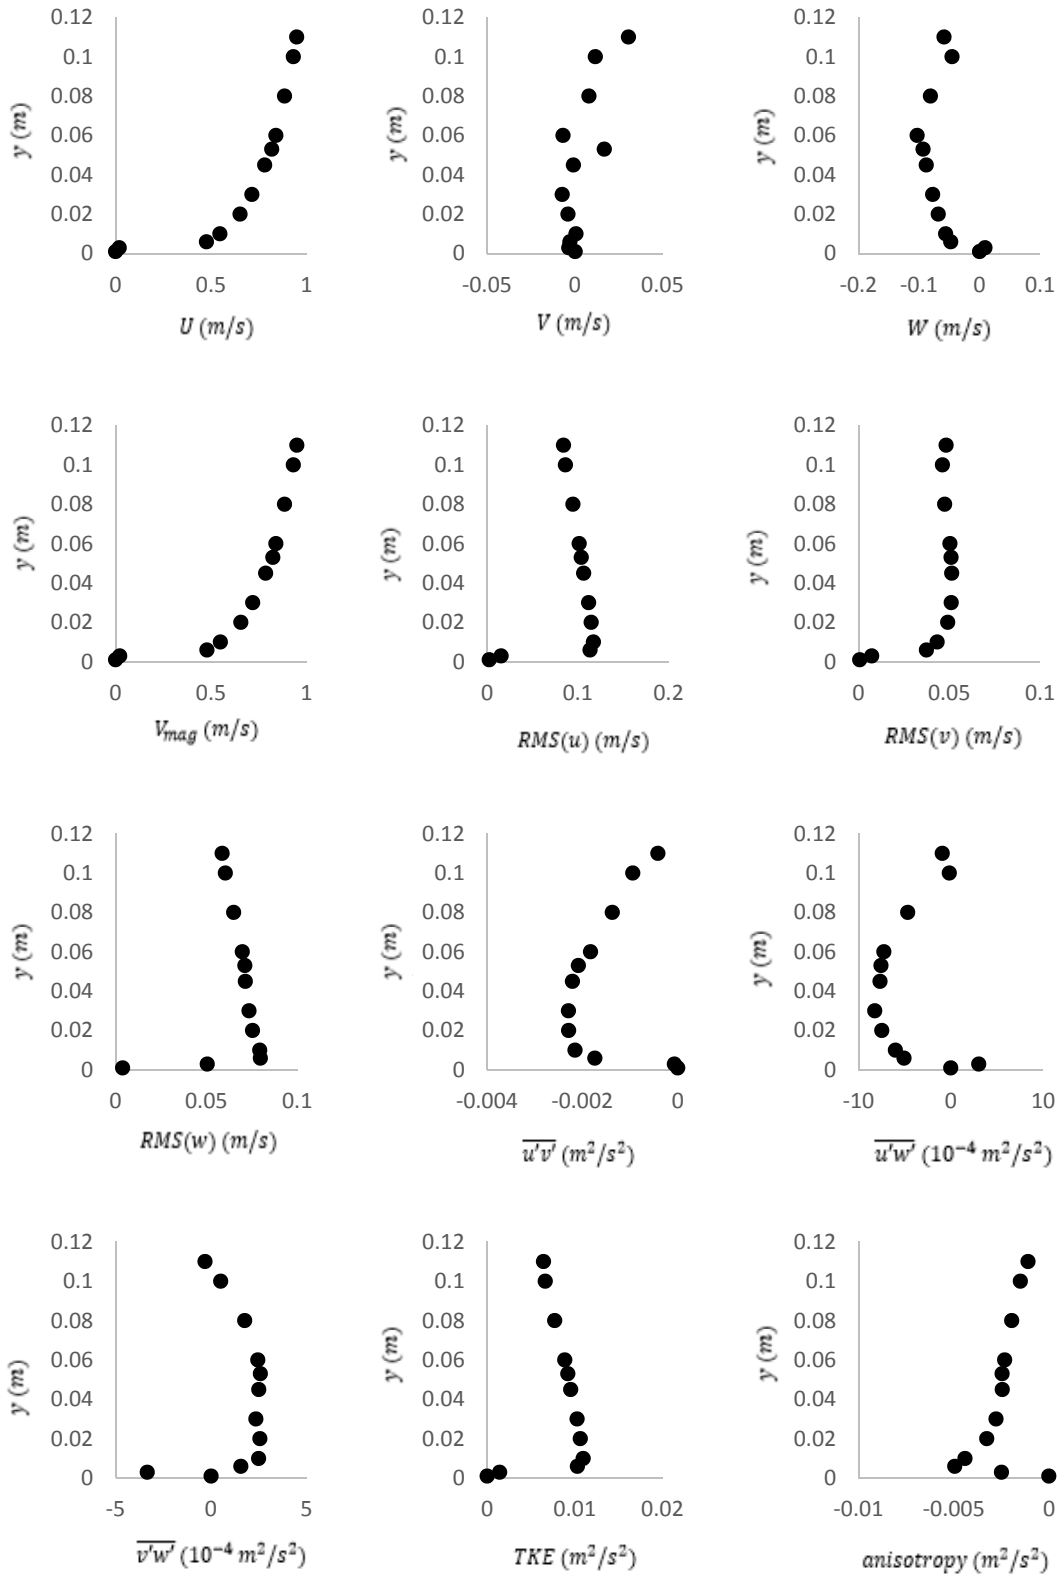 0.12 0.12 0.12
0.1 0.1 0.1
0.08 0.08 0.08
0.06 0.06 0.06
0.04 0.04 0.04
0.02 0.02 0.02
0 0 0
y (m) y (m) y (m)
0 0.5 1 -0.05 0 0.05 -0.2 -0.1 0 0.1
U (m/s) V (m/s) W (m/s)
0.12 0.12 0.12
0.1 0.1 0.1
0.08 0.08 0.08
0.06 0.06 0.06
0.04 0.04 0.04
0.02 0.02 0.02
0 0 0
y (m) y (m) y (m)
0 0.5 1 0 0.1 0.2 0 0.05 0.1
V_{mag} (m/s) RMS(u) (m/s) RMS(v) (m/s)
0.12 0.12 0.12
0.1 0.1 0.1
0.08 0.08 0.08
0.06 0.06 0.06
0.04 0.04 0.04
0.02 0.02 0.02
0 0 0
y (m) y (m) y (m)
0 0.05 0.1 -0.004 -0.002 0 -10 0 10
RMS(w) (m/s) \overline{u'v'} (m²/s²) \overline{u'w'} (10⁻⁴ m²/s²)
0.12 0.12 0.12
0.1 0.1 0.1
0.08 0.08 0.08
0.06 0.06 0.06
0.04 0.04 0.04
0.02 0.02 0.02
0 0 0
y (m) y (m) y (m)
-5 0 5 0 0.01 0.02 -0.01 -0.005 0
\overline{v'w'} (10⁻⁴ m²/s²) TKE (m²/s²) anisotropy (m²/s²)